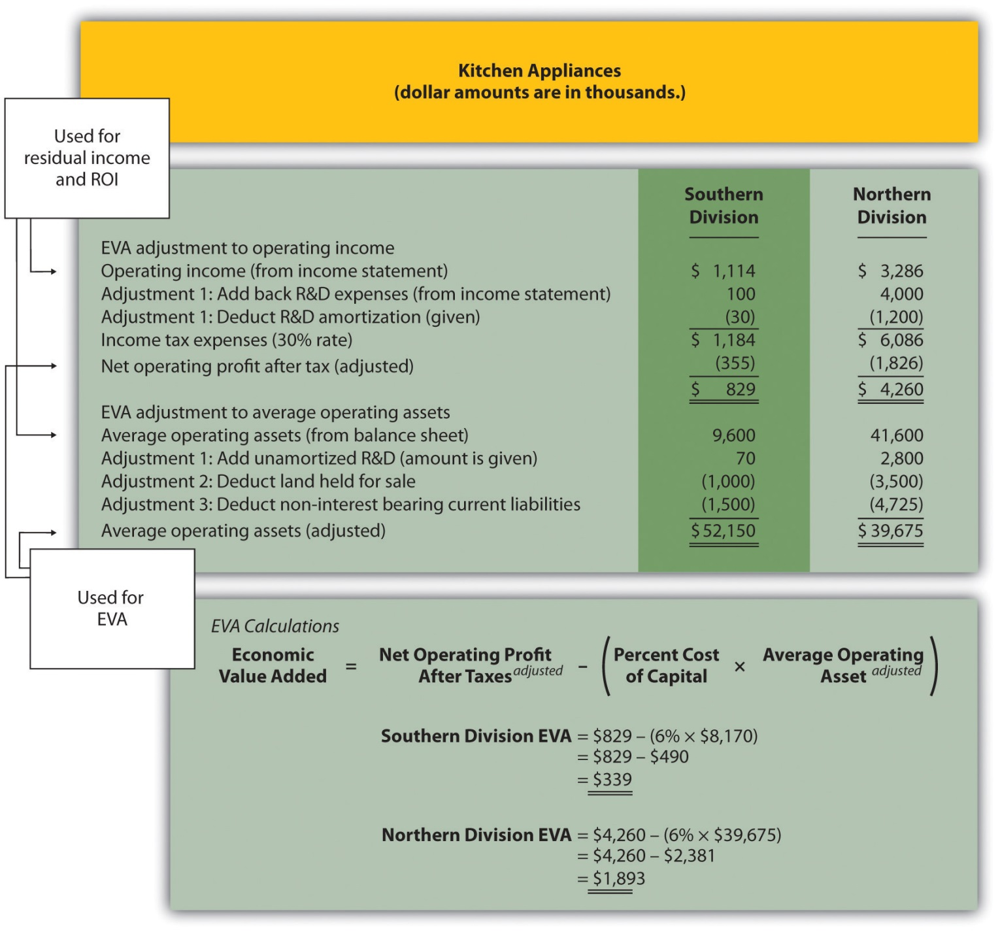 Kitchen Appliances
(dollar amounts are in thousands.)
Used for
residual income
and ROI
Southern Division
Northern Division
EVA adjustment to operating income
Operating income (from income statement) $ 1,114 $ 3,286
Adjustment 1: Add back R&D expenses (from income statement) 100 4,000
Adjustment 1: Deduct R&D amortization (given) (30) (1,200)
Income tax expenses (30% rate) $ 1,184 $ 6,086
Net operating profit after tax (adjusted) (355) (1,826)
$ 829 $ 4,260
EVA adjustment to average operating assets
Average operating assets (from balance sheet) 9,600 41,600
Adjustment 1: Add unamortized R&D (amount is given) 70 2,800
Adjustment 2: Deduct land held for sale (1,000) (3,500)
Adjustment 3: Deduct non-interest bearing current liabilities (1,500) (4,725)
Average operating assets (adjusted) $ 52,150 $ 39,675
Used for
EVA
EVA Calculations
Economic Value Added = Net Operating Profit After Taxes adjusted – ( Percent Cost of Capital × Average Operating Asset adjusted )
Southern Division EVA = $829 – (6% × $8,170)
= $829 – $490
= $339
Northern Division EVA = $4,260 – (6% × $39,675)
= $4,260 – $2,381
= $1,893